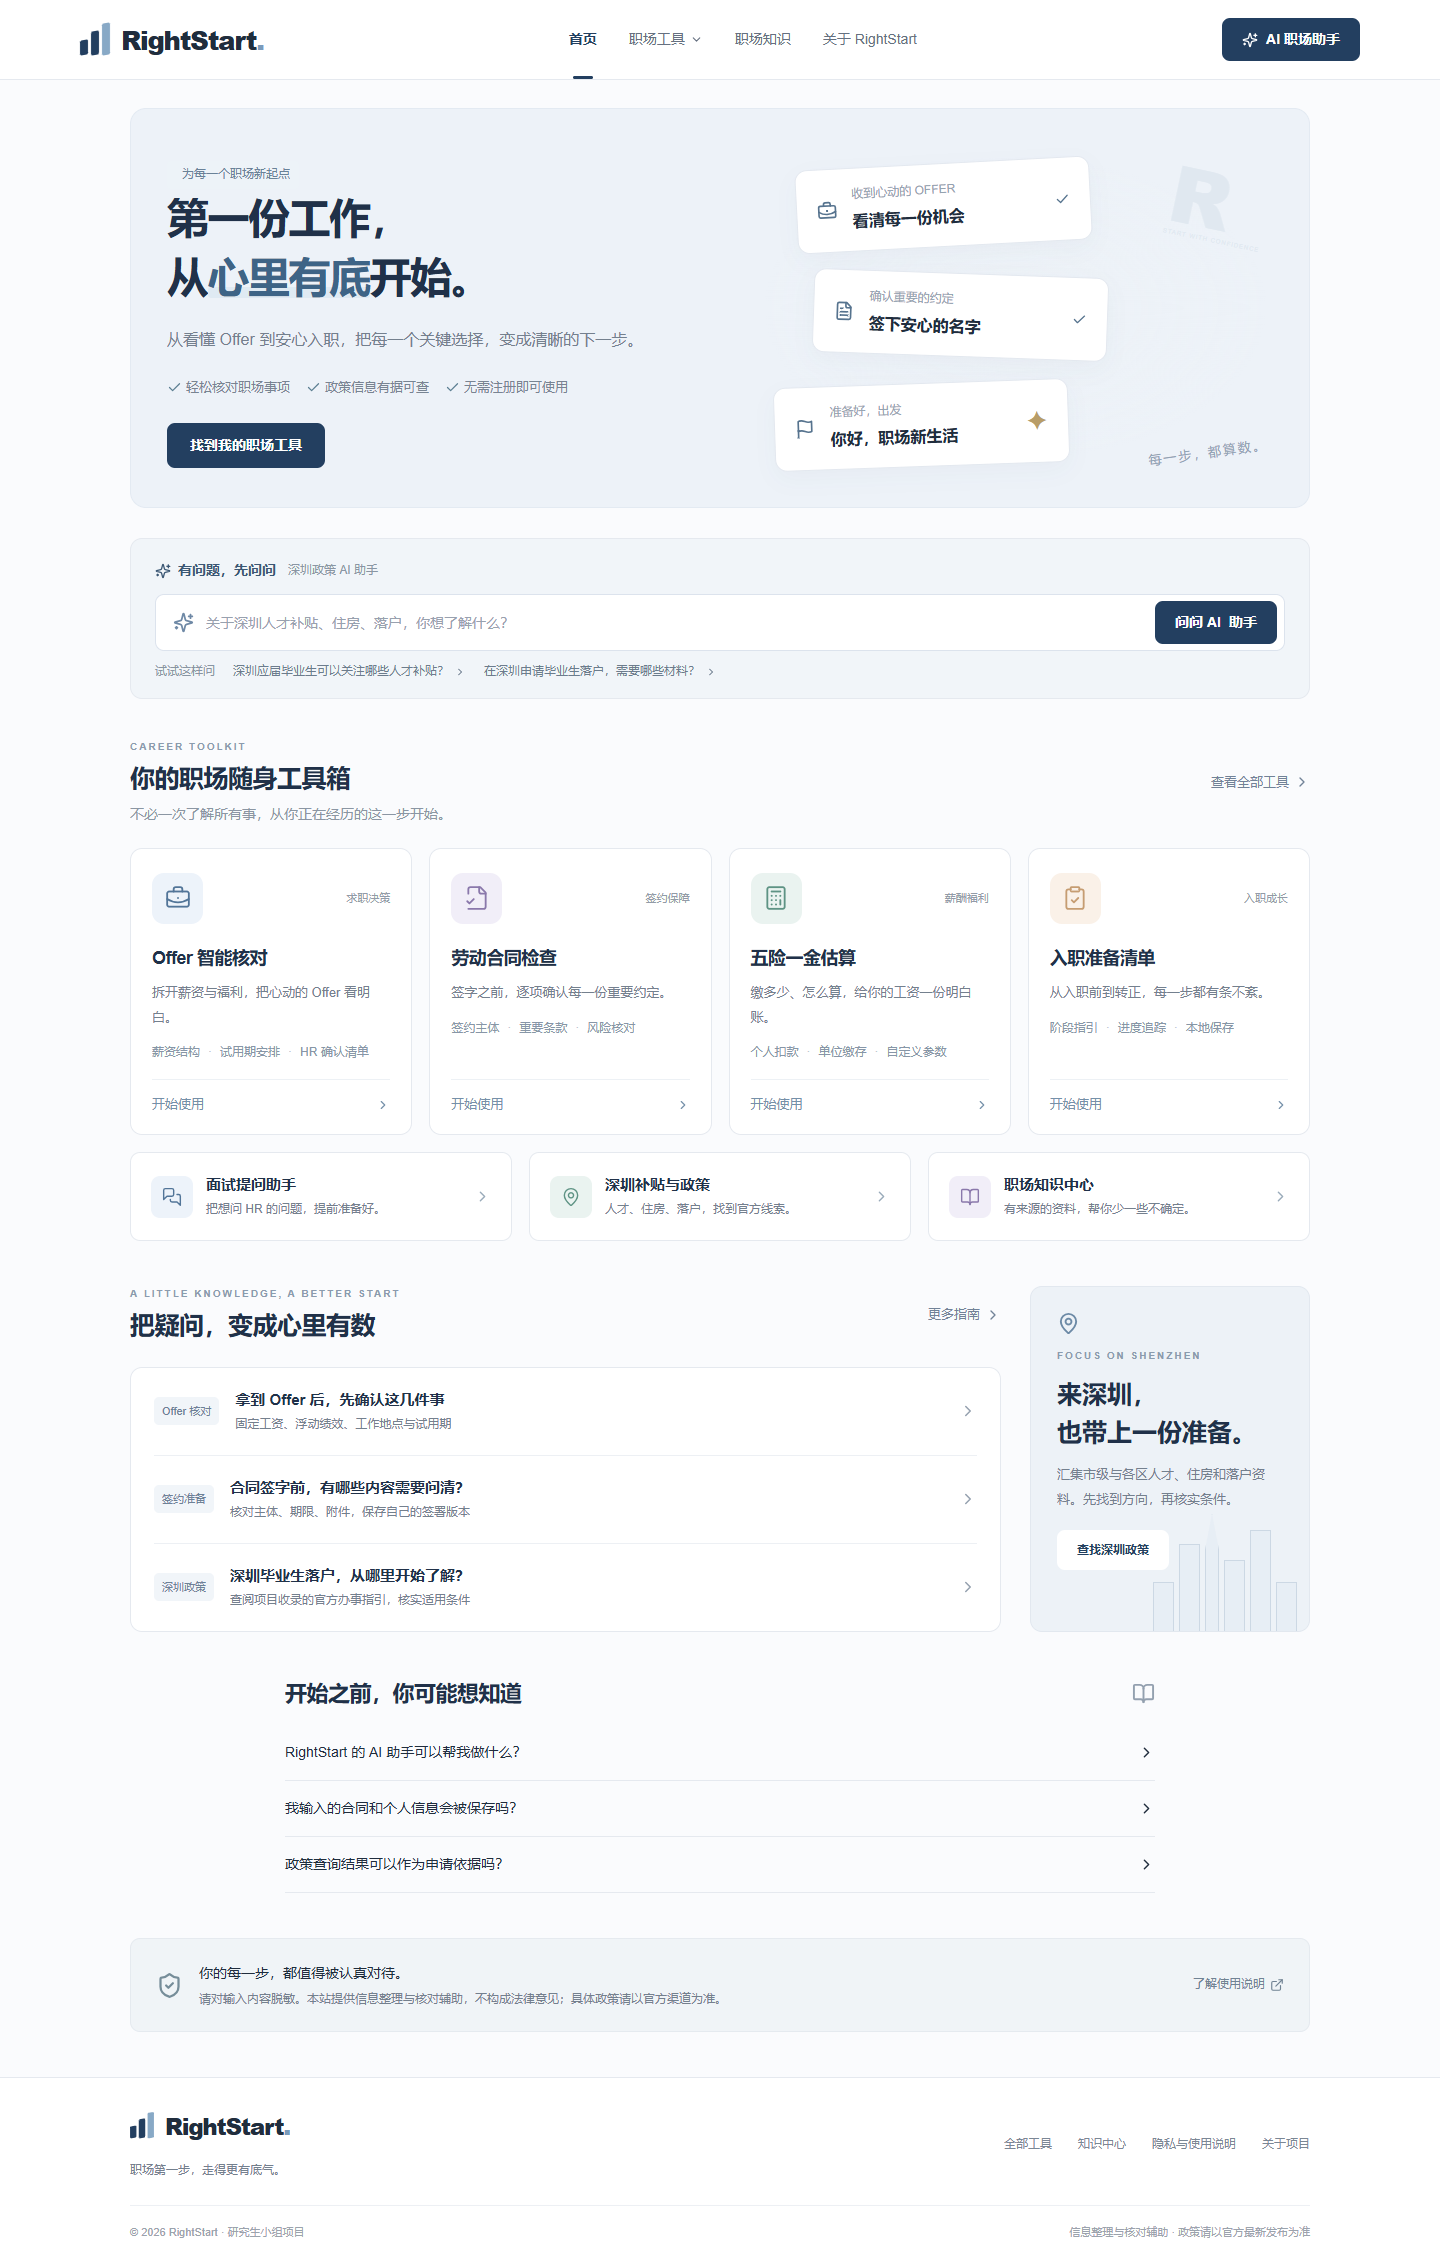 RightStart.
首页
职场工具
职场知识
关于 RightStart
AI 职场助手
为每一个职场新起点
第一份工作，
从心里有底开始。
从看懂 Offer 到安心入职，把每一个关键选择，变成清晰的下一步。
轻松核对职场事项
政策信息有据可查
无需注册即可使用
找到我的职场工具
收到心动的 OFFER
看清每一份机会
确认重要的约定
签下安心的名字
准备好，出发
你好，职场新生活
R
START WITH CONFIDENCE
每一步，都算数。
有问题，先问问
深圳政策 AI 助手
关于深圳人才补贴、住房、落户，你想了解什么？
问问 AI 助手
试试这样问
深圳应届毕业生可以关注哪些人才补贴？
在深圳申请毕业生落户，需要哪些材料？
CAREER TOOLKIT
你的职场随身工具箱
不必一次了解所有事，从你正在经历的这一步开始。
查看全部工具
求职决策
Offer 智能核对
拆开薪资与福利，把心动的 Offer 看明
白。
薪资结构 · 试用期安排 · HR 确认清单
开始使用
签约保障
劳动合同检查
签字之前，逐项确认每一份重要约定。
签约主体 · 重要条款 · 风险核对
开始使用
薪酬福利
五险一金估算
缴多少、怎么算，给你的工资一份明白
账。
个人扣款 · 单位缴存 · 自定义参数
开始使用
入职成长
入职准备清单
从入职前到转正，每一步都有条不紊。
阶段指引 · 进度追踪 · 本地保存
开始使用
面试提问助手
把想问 HR 的问题，提前准备好。
深圳补贴与政策
人才、住房、落户，找到官方线索。
职场知识中心
有来源的资料，帮你少一些不确定。
A LITTLE KNOWLEDGE, A BETTER START
把疑问，变成心里有数
更多指南
Offer 核对
拿到 Offer 后，先确认这几件事
固定工资、浮动绩效、工作地点与试用期
签约准备
合同签字前，有哪些内容需要问清？
核对主体、期限、附件，保存自己的签署版本
深圳政策
深圳毕业生落户，从哪里开始了解？
查阅项目收录的官方办事指引，核实适用条件
FOCUS ON SHENZHEN
来深圳，
也带上一份准备。
汇集市级与各区人才、住房和落户资
料。先找到方向，再核实条件。
查找深圳政策
开始之前，你可能想知道
RightStart 的 AI 助手可以帮我做什么？
我输入的合同和个人信息会被保存吗？
政策查询结果可以作为申请依据吗？
你的每一步，都值得被认真对待。
请对输入内容脱敏。本站提供信息整理与核对辅助，不构成法律意见；具体政策请以官方渠道为准。
了解使用说明
RightStart.
职场第一步，走得更有底气。
全部工具
知识中心
隐私与使用说明
关于项目
© 2026 RightStart · 研究生小组项目
信息整理与核对辅助 · 政策请以官方最新发布为准